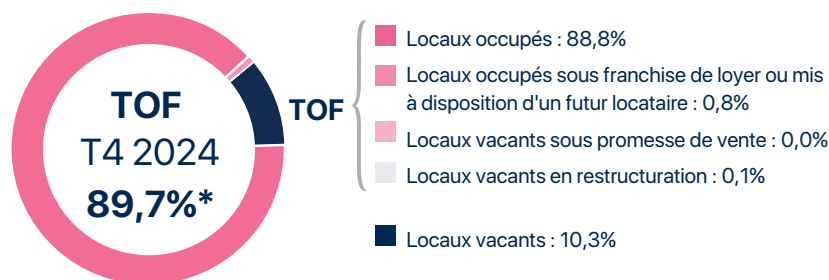 TOF
T4 2024
89,7%*
TOF
Locaux occupés : 88,8%
Locaux occupés sous franchise de loyer ou mis
à disposition d'un futur locataire : 0,8%
Locaux vacants sous promesse de vente : 0,0%
Locaux vacants en restructuration : 0,1%
Locaux vacants : 10,3%